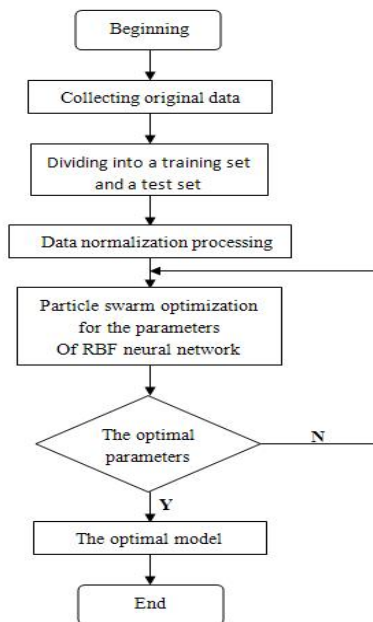 Beginning
Collecting original data
Dividing into a training set
and a test set
Data normalization processing
Particle swarm optimization
for the parameters
Of RBF neural network
The optimal
parameters
N
Y
The optimal model
End